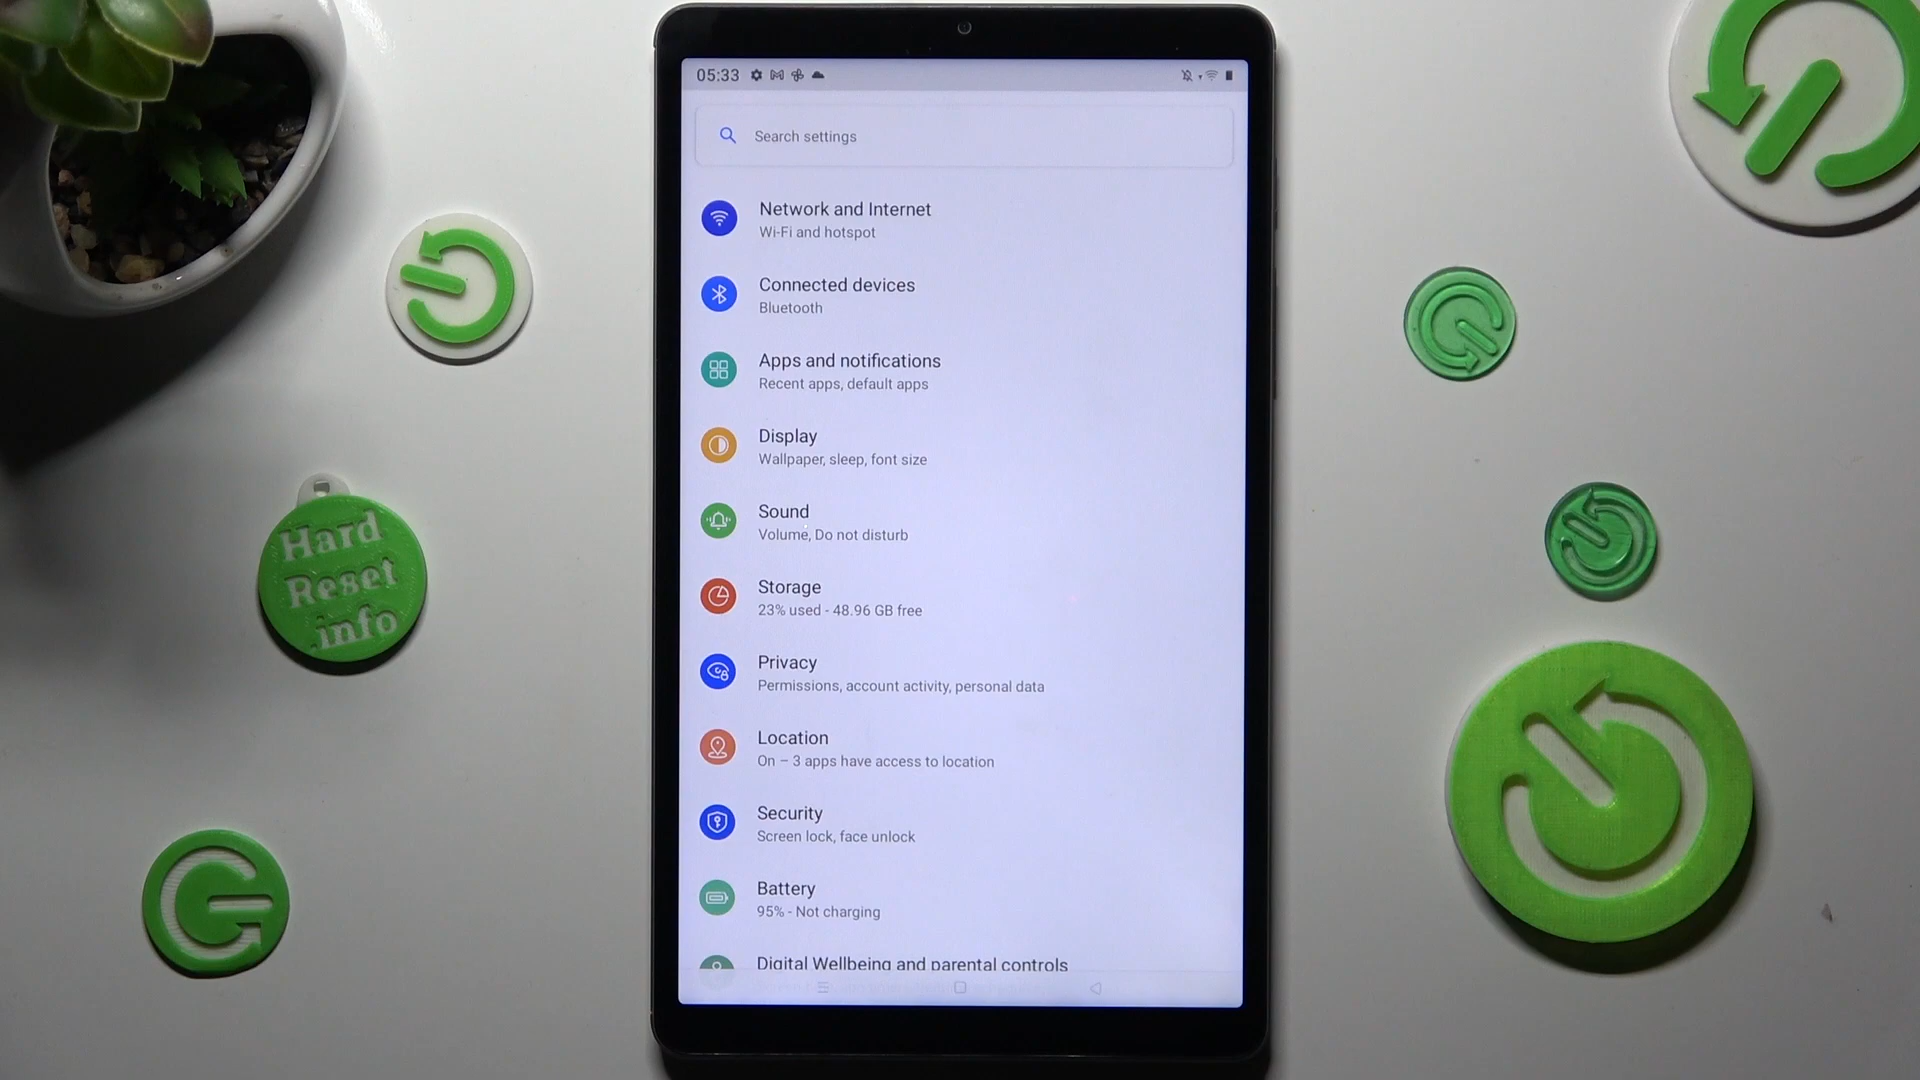 05:33
Search settings
Network and Internet
Wi-Fi and hotspot
Connected devices
Bluetooth
Apps and notifications
Recent apps, default apps
Display
Wallpaper, sleep, font size
Sound
Volume, Do not disturb
Storage
23% used - 48.96 GB free
Privacy
Permissions, account activity, personal data
Location
On – 3 apps have access to location
Security
Screen lock, face unlock
Battery
95% - Not charging
Digital Wellbeing and parental controls
Hard
Reset
.info